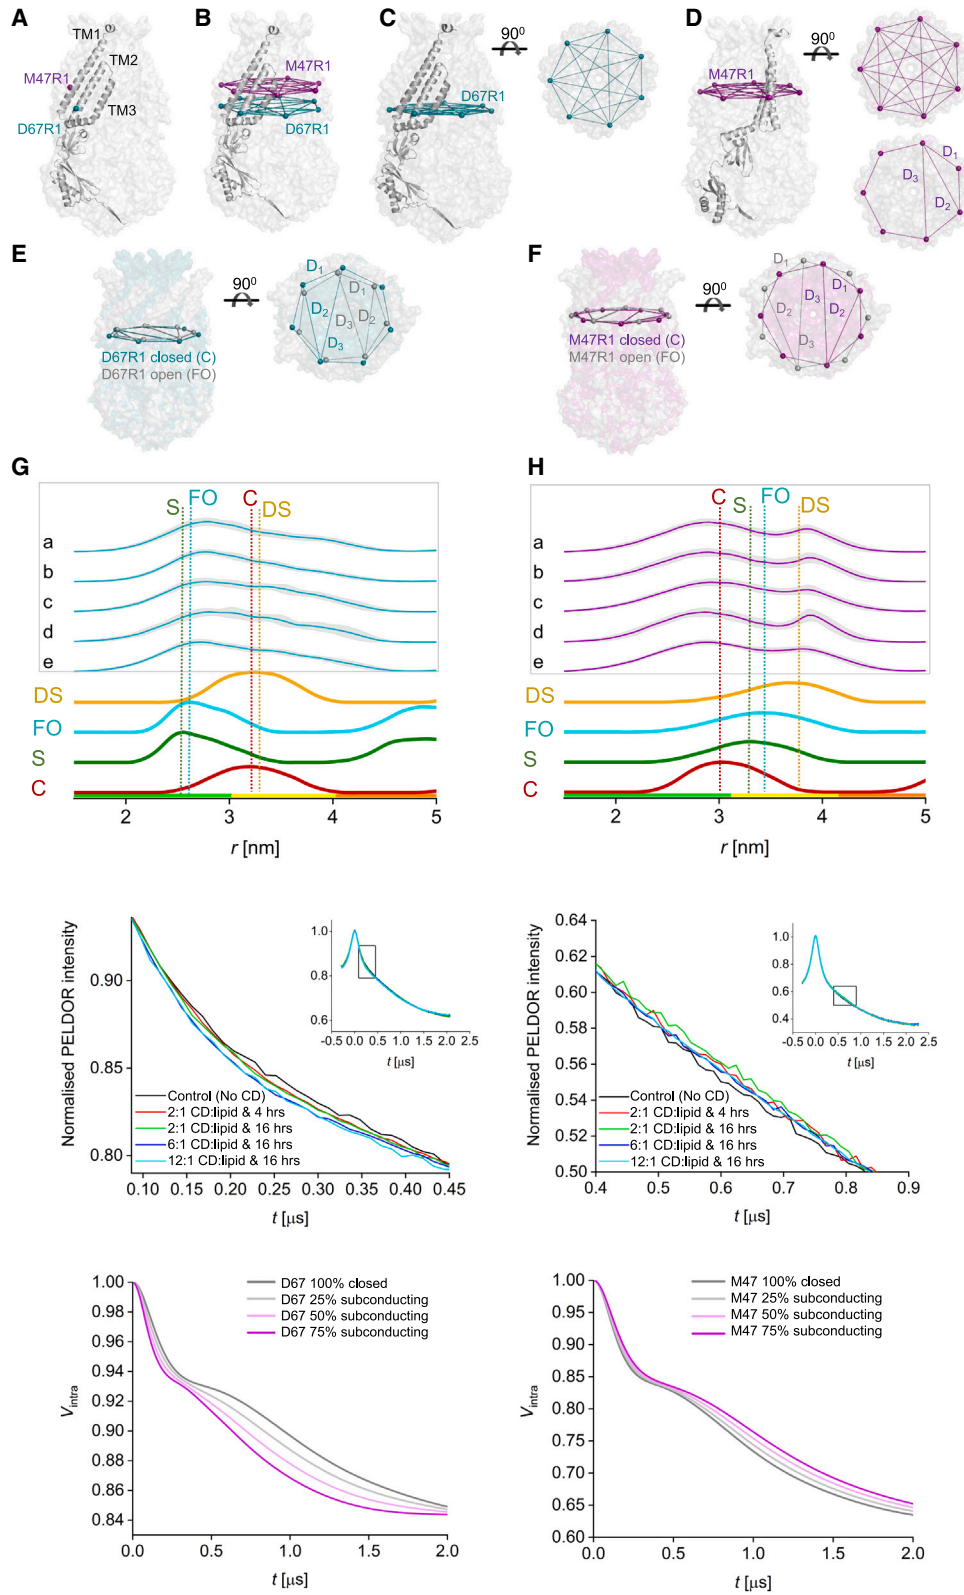 A
B
C
D
TM1
TM2
M47R1
D67R1
TM3
M47R1
D67R1
D67R1
90⁰
M47R1
90⁰
D₁
D₃
D₂
E
F
90⁰
D67R1 closed (C)
D67R1 open (FO)
D₁
D₁
D₂
D₂
D₃
D₃
90⁰
M47R1 closed (C)
M47R1 open (FO)
D₁
D₁
D₃
D₂
D₂
D₃
G
H
S
FO
C
DS
a
b
c
d
e
DS
FO
S
C
2
3
4
5
r [nm]
C
S
FO
DS
a
b
c
d
e
DS
FO
S
C
2
3
4
5
r [nm]
Normalised PELDOR intensity
0.90
0.85
0.80
1.0
0.8
0.6
-0.5 0.0 0.5 1.0 1.5 2.0 2.5
t [μs]
Control (No CD)
2:1 CD:lipid & 4 hrs
2:1 CD:lipid & 16 hrs
6:1 CD:lipid & 16 hrs
12:1 CD:lipid & 16 hrs
0.10 0.15 0.20 0.25 0.30 0.35 0.40 0.45
t [μs]
Normalised PELDOR intensity
0.64
0.62
0.60
0.58
0.56
0.54
0.52
0.50
1.0
0.8
0.6
0.4
-0.5 0.0 0.5 1.0 1.5 2.0 2.5
t [μs]
Control (No CD)
2:1 CD:lipid & 4 hrs
2:1 CD:lipid & 16 hrs
6:1 CD:lipid & 16 hrs
12:1 CD:lipid & 16 hrs
0.4 0.5 0.6 0.7 0.8 0.9
t [μs]
V intra
1.00
0.98
0.96
0.94
0.92
0.90
0.88
0.86
0.84
D67 100% closed
D67 25% subconducting
D67 50% subconducting
D67 75% subconducting
0.0 0.5 1.0 1.5 2.0
t [μs]
V intra
1.00
0.95
0.90
0.85
0.80
0.75
0.70
0.65
0.60
M47 100% closed
M47 25% subconducting
M47 50% subconducting
M47 75% subconducting
0.0 0.5 1.0 1.5 2.0
t [μs]